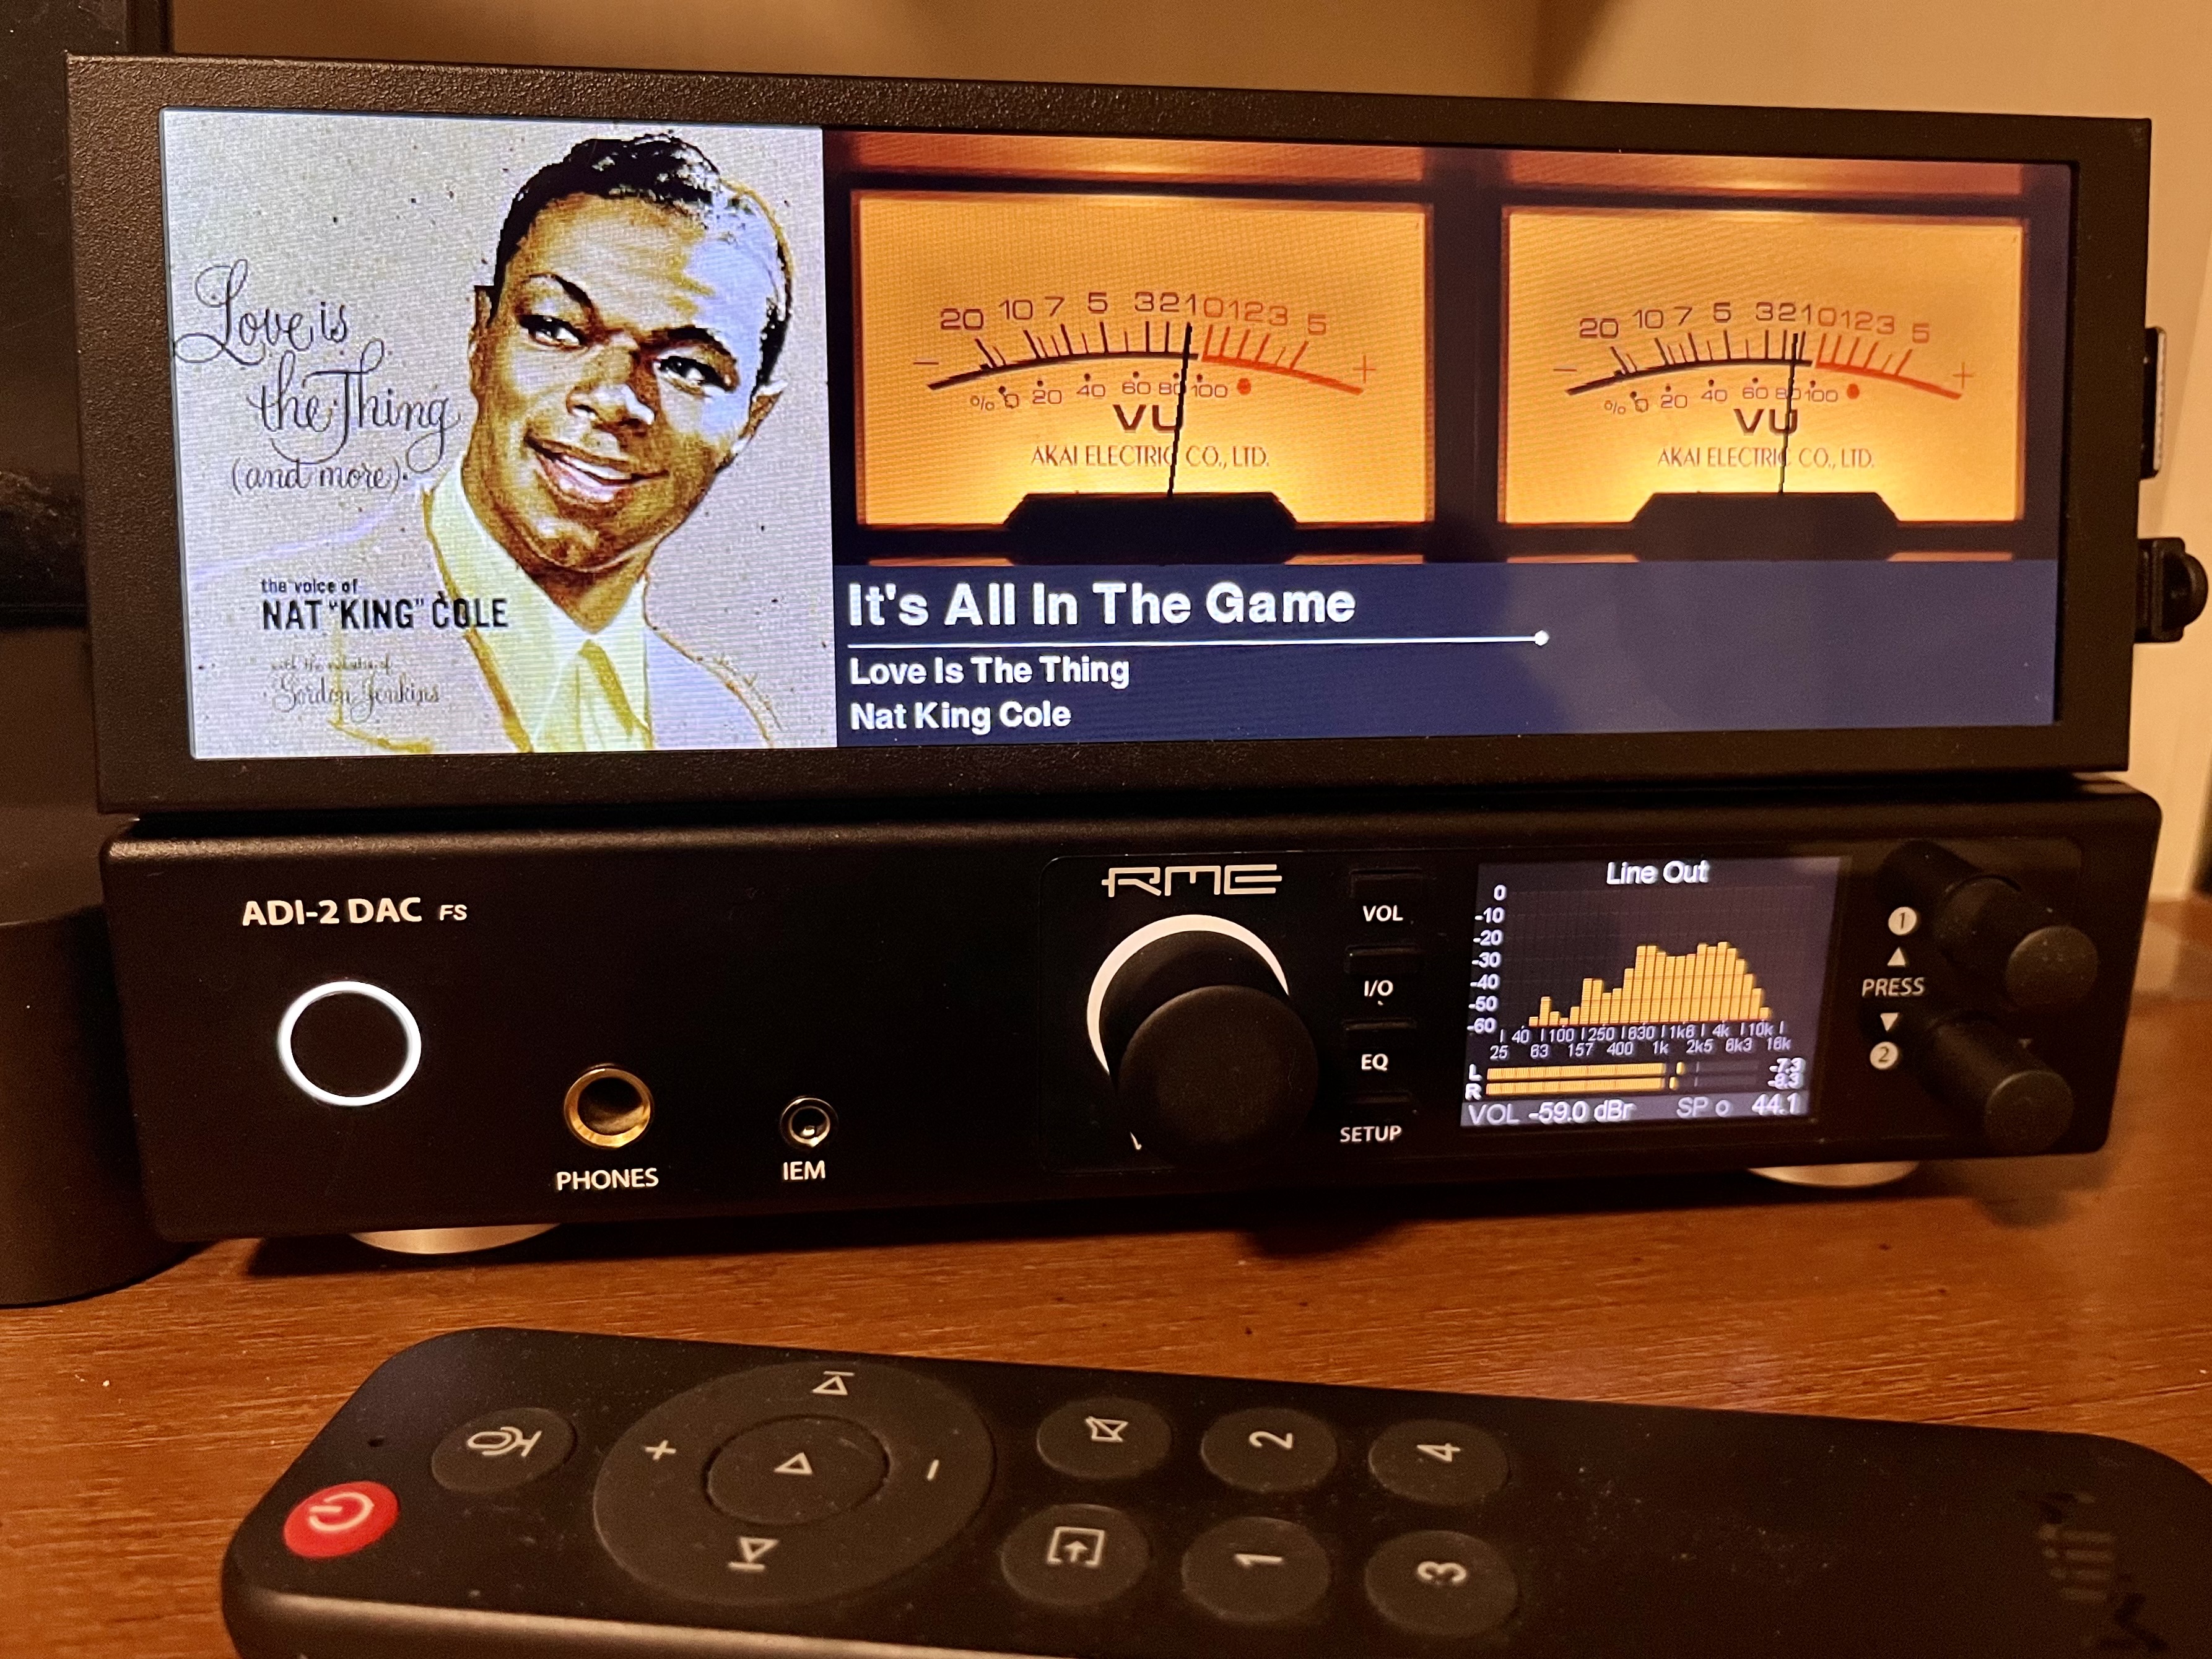 Love is
the Thing
(and more)
the voice of
NAT "KING" COLE
Gordon Jenkins
20 10 7 5 3 2 1 0 1 2 3 5
- +
% 0 20 40 60 80 100
VU
AKAI ELECTRIC CO., LTD.
20 10 7 5 3 2 1 0 1 2 3 5
- +
% 0 20 40 60 80 100
VU
AKAI ELECTRIC CO., LTD.
It's All In The Game
Love Is The Thing
Nat King Cole
ADI-2 DAC FS
PHONES
IEM
RME
VOL
I/O
EQ
SETUP
Line Out
0
-10
-20
-30
-40
-50
-60
40 100 250 630 1k6 4k 10k
25 63 157 400 1k 2k5 6k3 16k
L
R
VOL -59.0 dBr SP o 44.1
1
PRESS
2
+ -
2 4
1 3